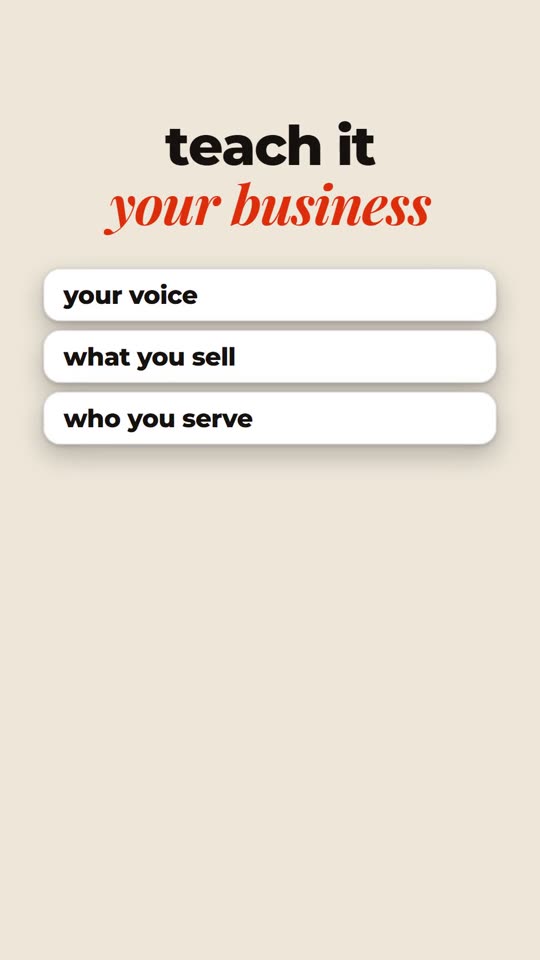 teach it
your business
your voice
what you sell
who you serve